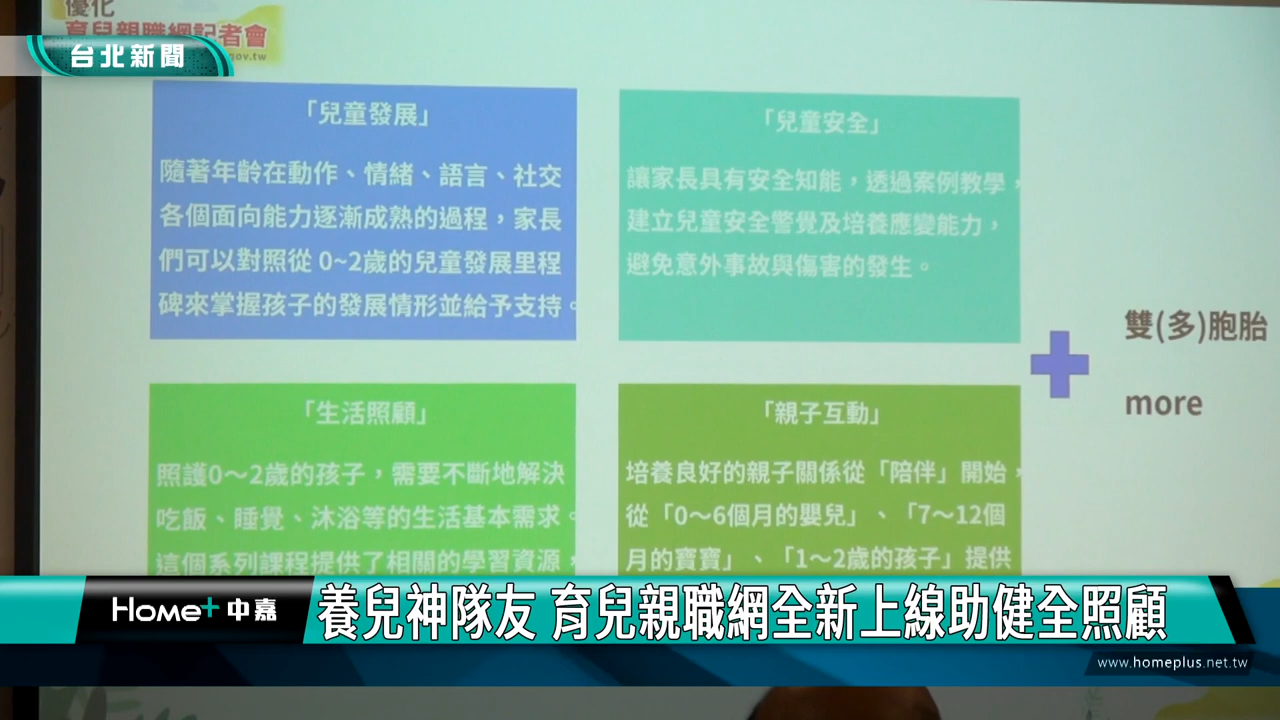 優化
育兒親職網記者會
gov.tw
台北新聞
「兒童發展」
隨著年齡在動作、情緒、語言、社交
各個面向能力逐漸成熟的過程，家長
們可以對照從 0~2歲的兒童發展里程
碑來掌握孩子的發展情形並給予支持。
「兒童安全」
讓家長具有安全知能，透過案例教學，
建立兒童安全警覺及培養應變能力，
避免意外事故與傷害的發生。
「生活照顧」
照護0～2歲的孩子，需要不斷地解決
吃飯、睡覺、沐浴等的生活基本需求。
這個系列課程提供了相關的學習資源，
「親子互動」
培養良好的親子關係從「陪伴」開始，
從「0～6個月的嬰兒」、「7～12個
月的寶寶」、「1～2歲的孩子」提供
雙(多)胞胎
more
Home+ 中嘉
養兒神隊友 育兒親職網全新上線助健全照顧
www.homeplus.net.tw